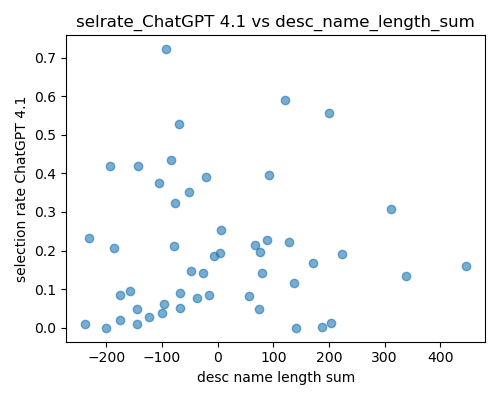 selrate_ChatGPT 4.1 vs desc_name_length_sum
selection rate ChatGPT 4.1
0.7
0.6
0.5
0.4
0.3
0.2
0.1
0.0
−200 −100 0 100 200 300 400
desc name length sum